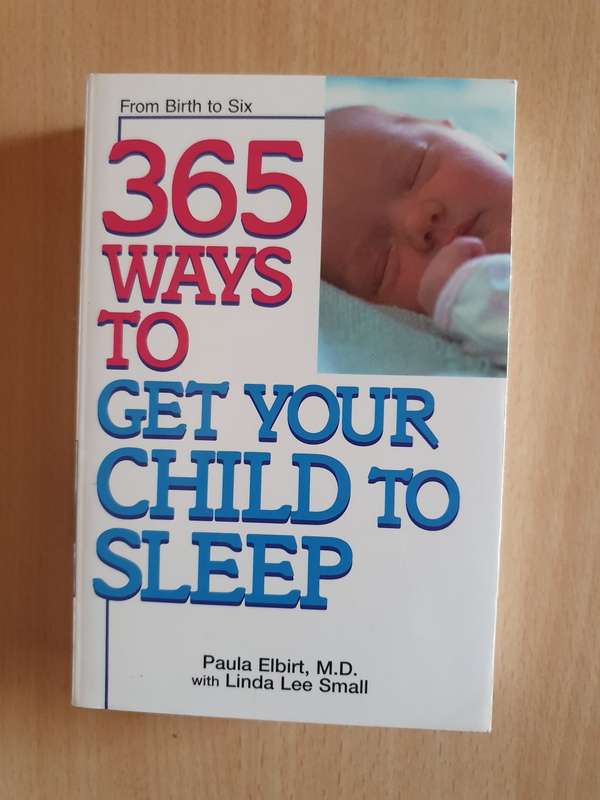 From Birth to Six
365
WAYS
TO
GET YOUR
CHILD TO
SLEEP
Paula Elbirt, M.D.
with Linda Lee Small